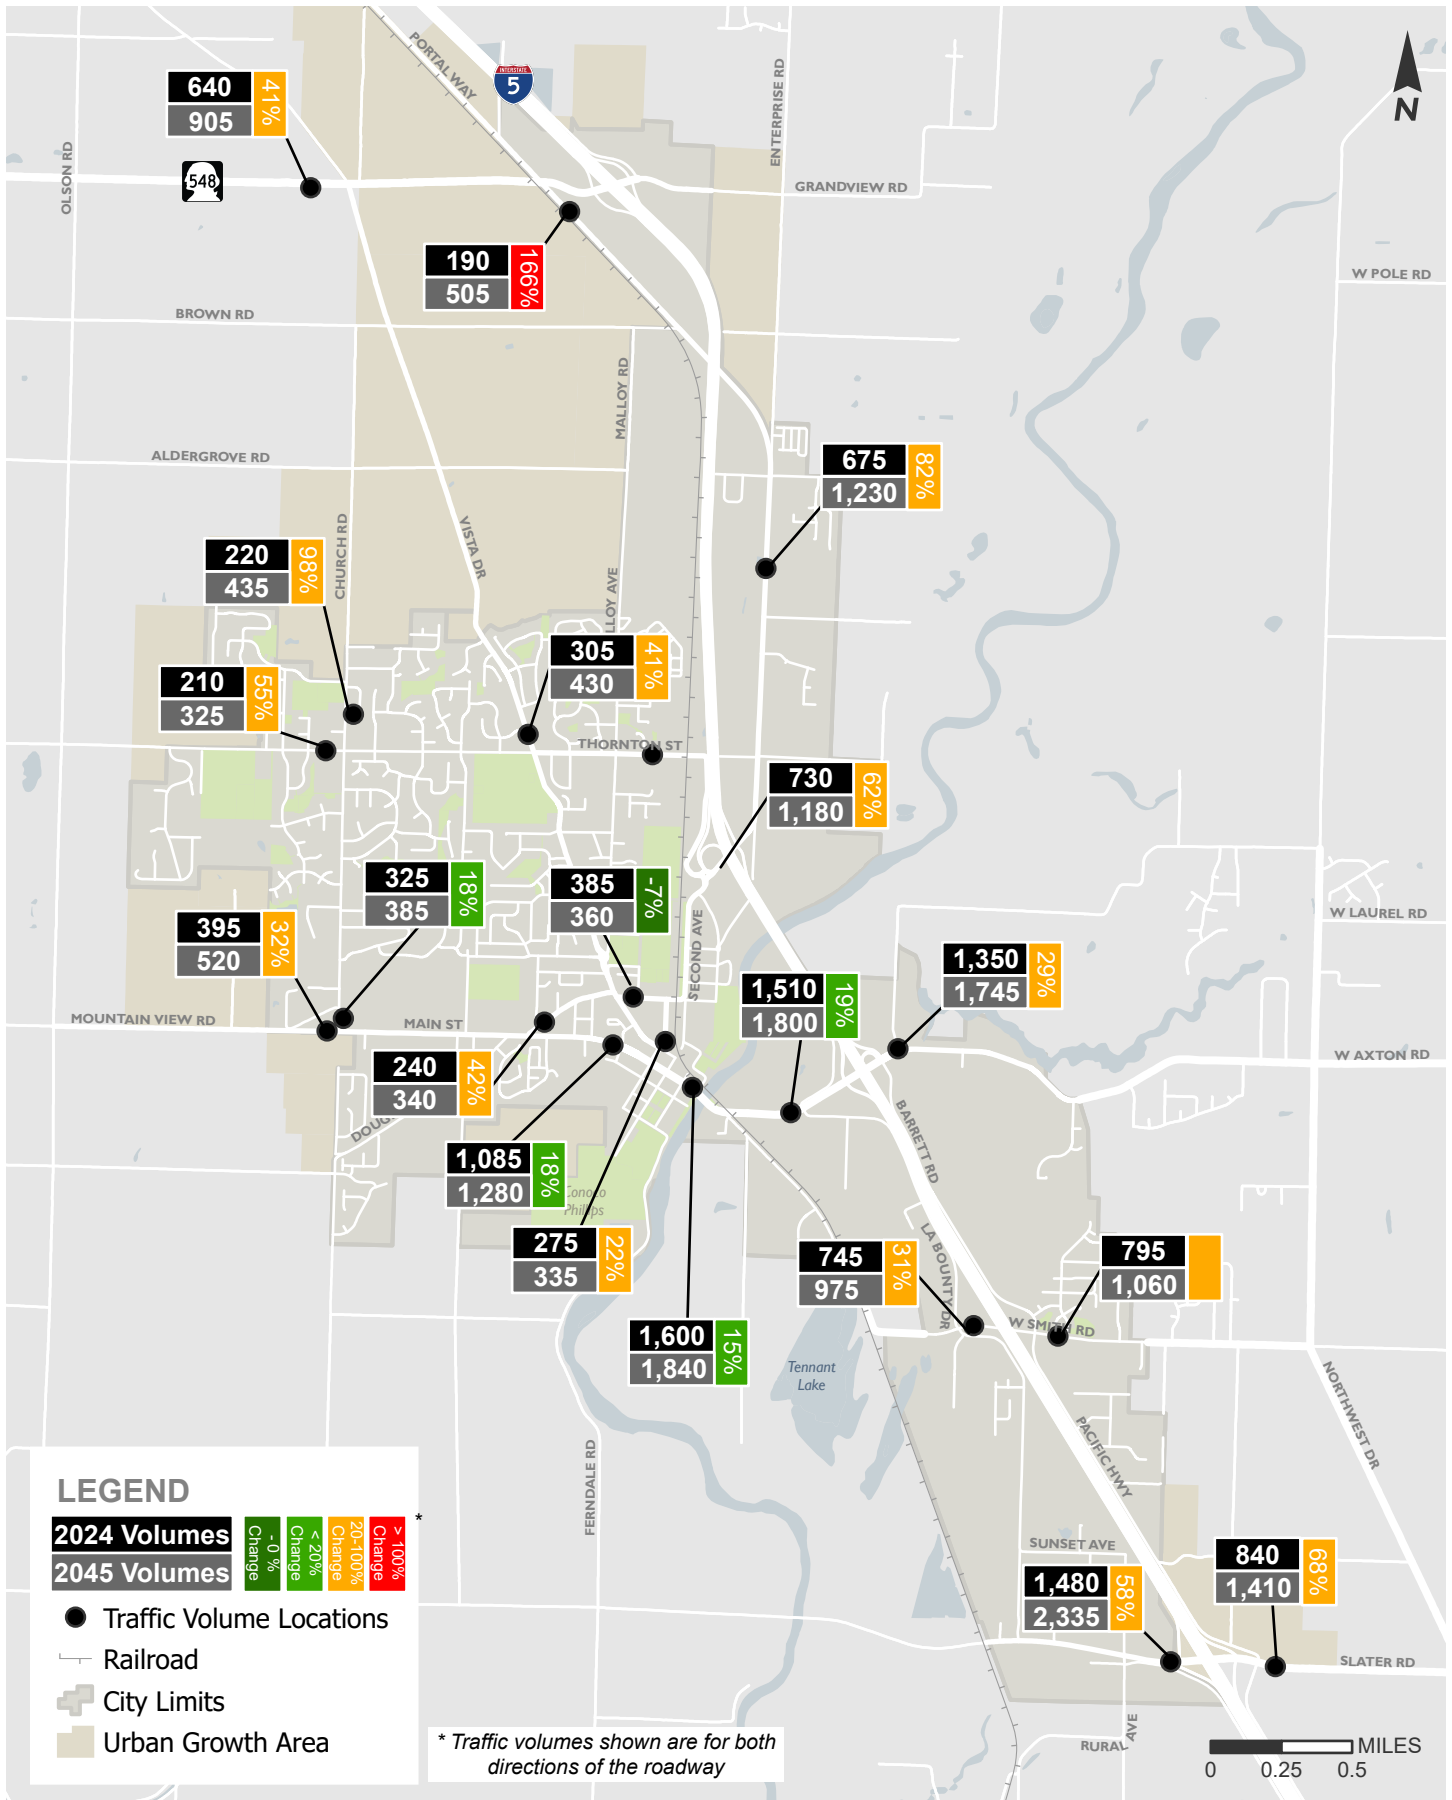 PORTAL WAY
INTERSTATE
5
ENTERPRISE RD
N
640
905
41%
OLSON RD
548
GRANDVIEW RD
190
505
166%
W POLE RD
BROWN RD
MALLOY RD
ALDERGROVE RD
675
1,230
82%
VISTA DR
CHURCH RD
220
435
98%
LLOY AVE
305
430
41%
210
325
55%
THORNTON ST
730
1,180
62%
325
385
18%
385
360
-7%
395
520
32%
SECOND AVE
W LAUREL RD
1,350
1,745
29%
1,510
1,800
19%
MOUNTAIN VIEW RD
MAIN ST
W AXTON RD
240
340
42%
DOUG
BARRETT RD
1,085
1,280
18%
Conoco
Phillips
275
335
22%
LA BOUNTY DR
745
975
31%
795
1,060
W SMITH RD
1,600
1,840
15%
Tennant
Lake
NORTHWEST DR
PACIFIC HWY
FERNDALE RD
SUNSET AVE
840
1,410
68%
1,480
2,335
58%
SLATER RD
RURAL AVE
LEGEND
2024 Volumes
2045 Volumes
- 0 %
Change
< 20%
Change
20-100%
Change
> 100%
Change
*
Traffic Volume Locations
Railroad
City Limits
Urban Growth Area
* Traffic volumes shown are for both
directions of the roadway
MILES
0 0.25 0.5